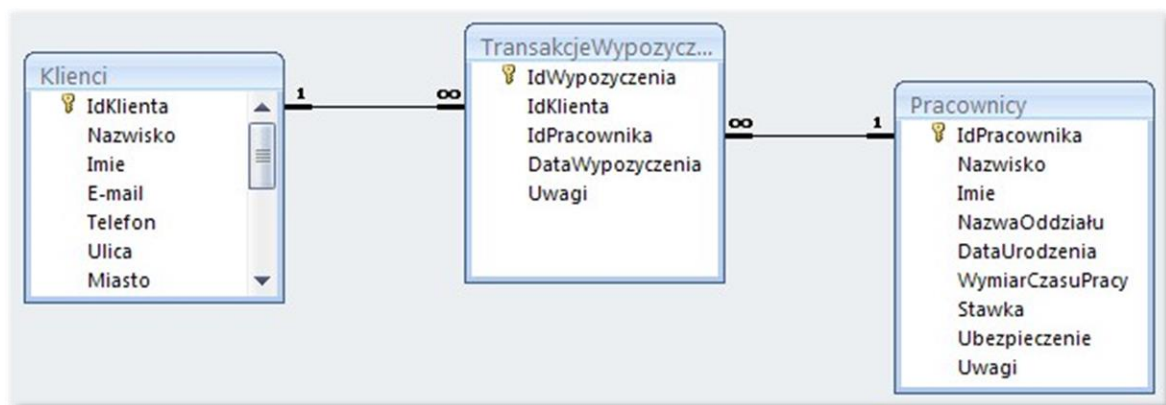 Klienci
IdKlienta
Nazwisko
Imie
E-mail
Telefon
Ulica
Miasto
1
∞
TransakcjeWypozycz...
IdWypozyczenia
IdKlienta
IdPracownika
DataWypozyczenia
Uwagi
∞
1
Pracownicy
IdPracownika
Nazwisko
Imie
NazwaOddziału
DataUrodzenia
WymiarCzasuPracy
Stawka
Ubezpieczenie
Uwagi